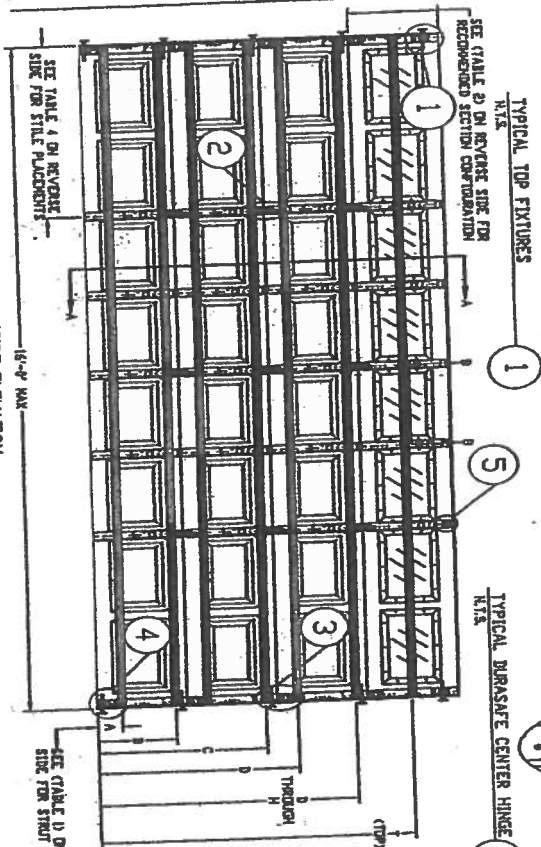 TYPICAL TOP FIXTURES
N.T.S.
1
TYPICAL DURASAFE CENTER HINGE
N.T.S.
SEE (TABLE 2) ON REVERSE SIDE FOR
RECOMMENDED SECTION CONFIGURATION
1
2
3
4
5
A
A
B
B
SEE TABLE 4 ON REVERSE
SIDE FOR STILE PLACEMENTS
16'-0" MAX
A
B
C
D
D
THROUGH
H
(TOP)
SEE (TABLE 1) ON
SIDE FOR STRUT